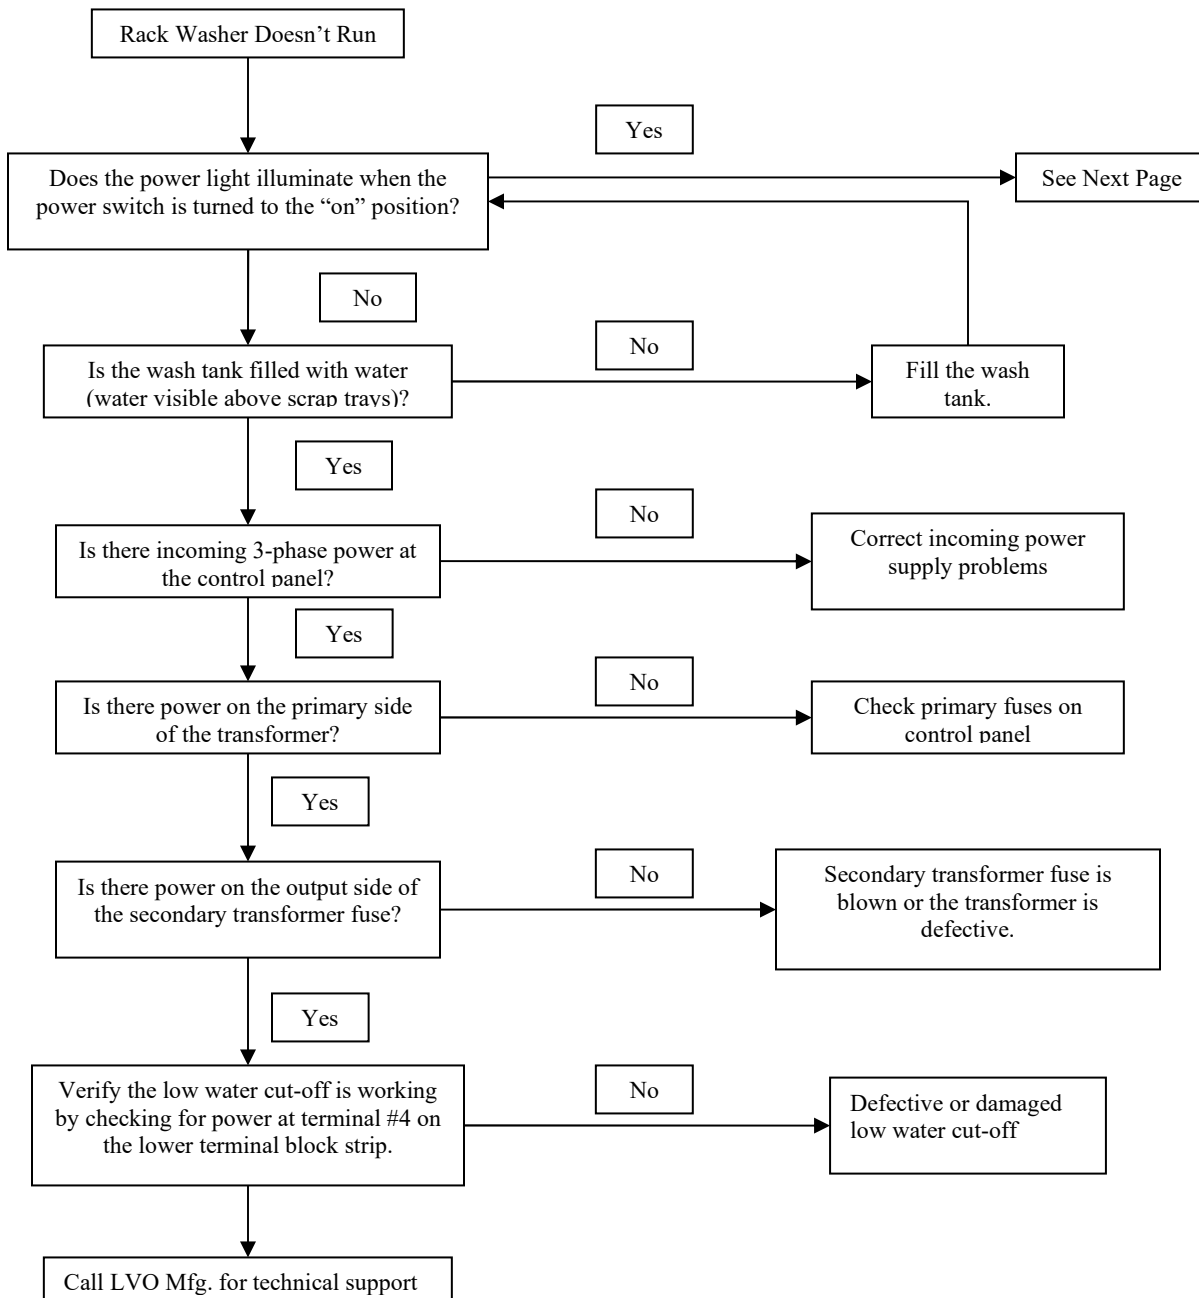 Rack Washer Doesn’t Run
Yes
Does the power light illuminate when the
power switch is turned to the “on” position?
See Next Page
No
No
Is the wash tank filled with water
(water visible above scrap trays)?
Fill the wash
tank.
Yes
No
Is there incoming 3-phase power at
the control panel?
Correct incoming power
supply problems
Yes
No
Is there power on the primary side
of the transformer?
Check primary fuses on
control panel
Yes
No
Is there power on the output side of
the secondary transformer fuse?
Secondary transformer fuse is
blown or the transformer is
defective.
Yes
No
Verify the low water cut-off is working
by checking for power at terminal #4 on
the lower terminal block strip.
Defective or damaged
low water cut-off
Call LVO Mfg. for technical support